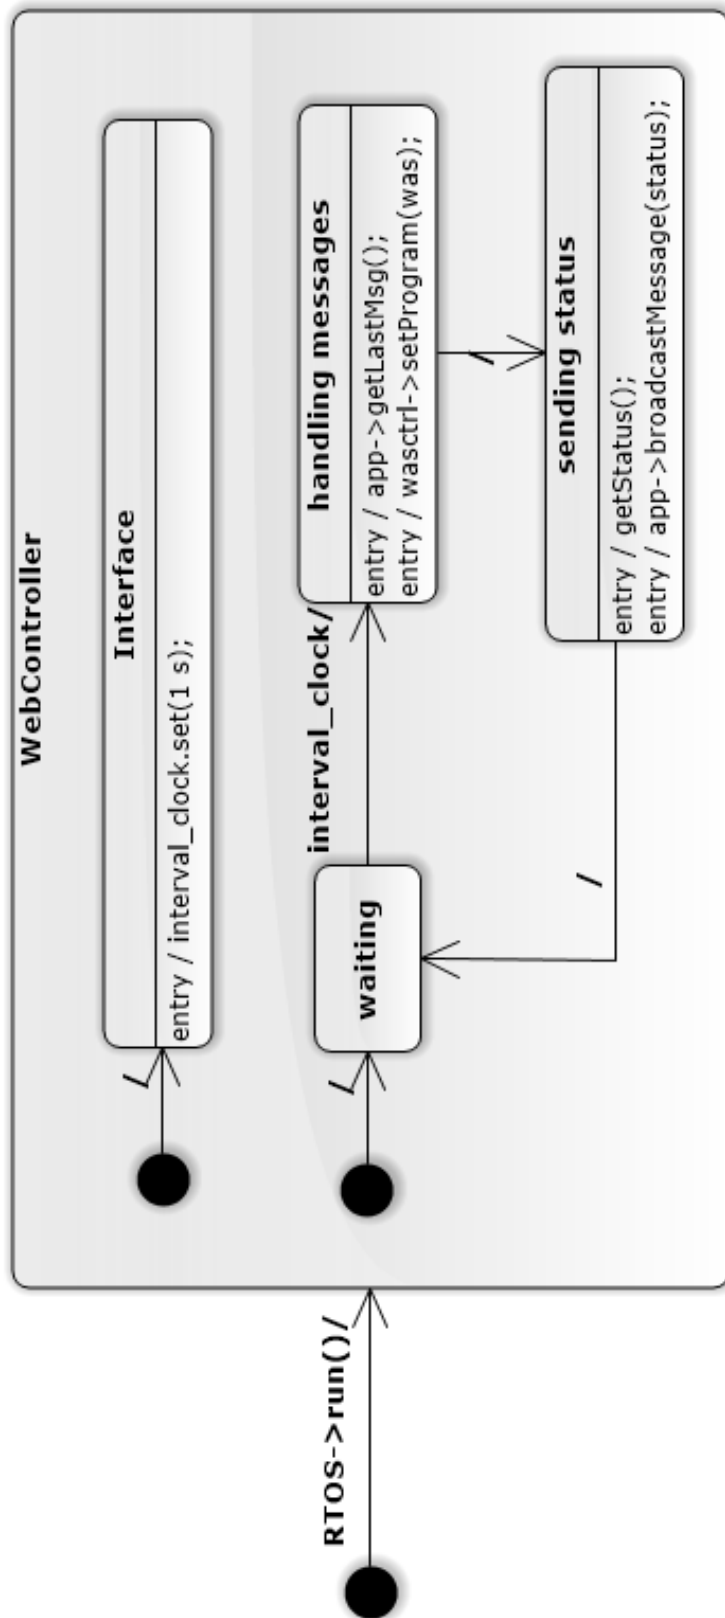 WebController
RTOS->run()/
/
Interface
entry / interval_clock.set(1 s);
/
waiting
interval_clock/
handling messages
entry / app->getLastMsg();
entry / wasctrl->setProgram(was);
/
sending status
entry / getStatus();
entry / app->broadcastMessage(status);
/